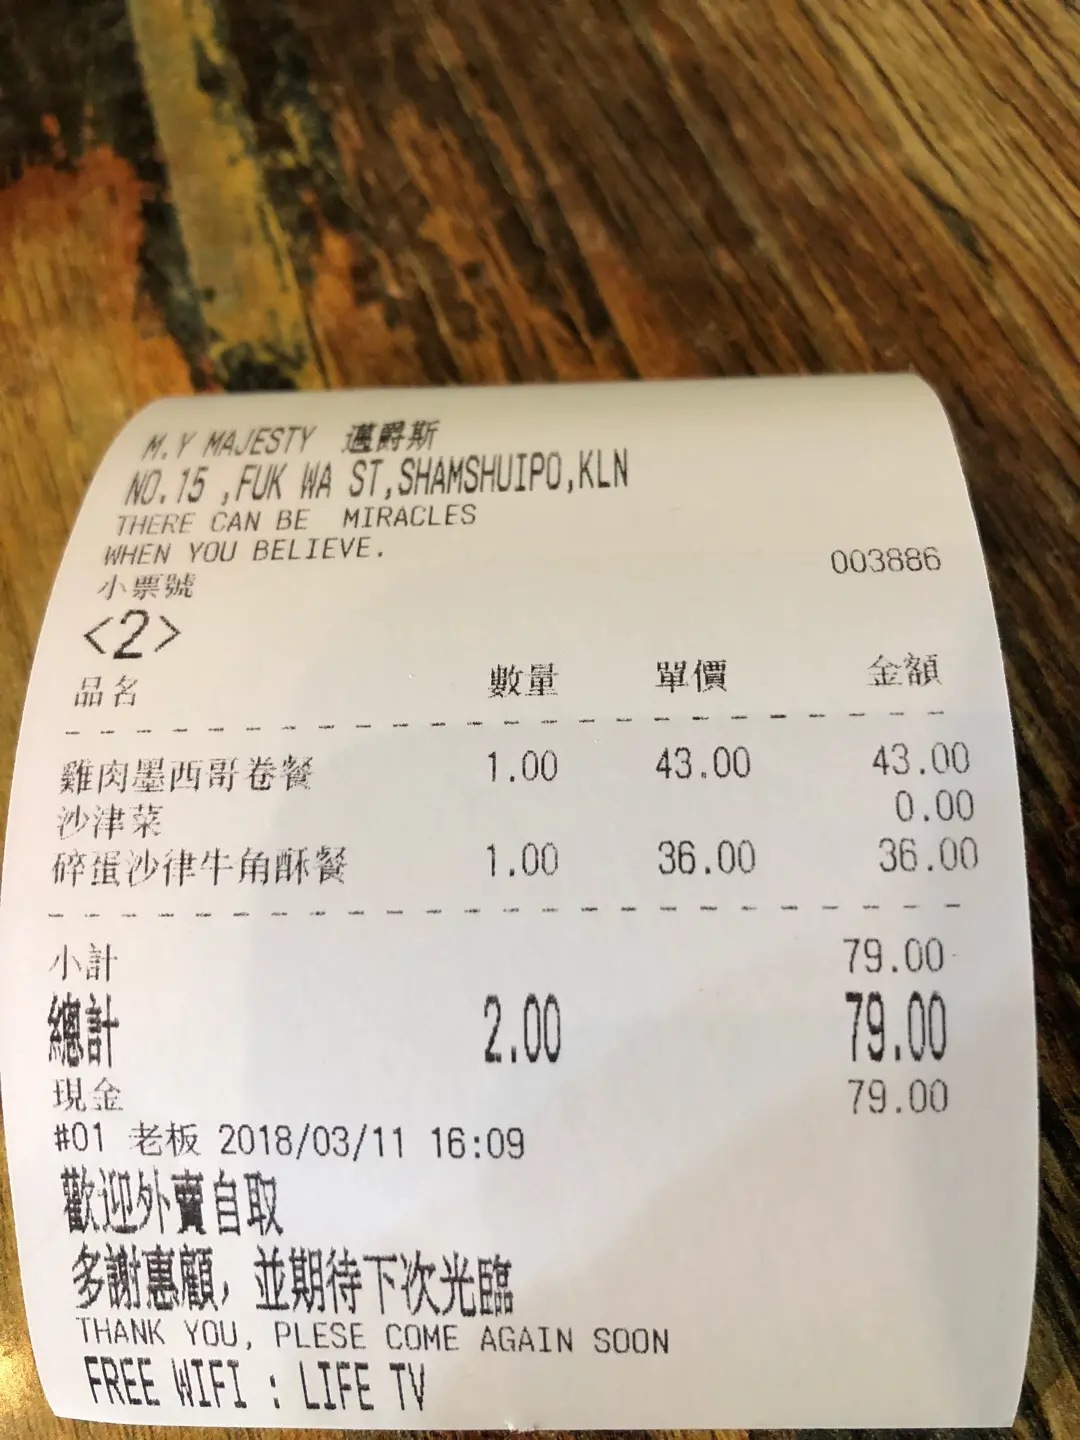 M.Y MAJESTY 邁爵斯
NO.15 ,FUK WA ST,SHAMSHUIPO,KLN
THERE CAN BE MIRACLES
WHEN YOU BELIEVE.
小票號 003886
<2>
品名 數量 單價 金額
雞肉墨西哥卷餐 1.00 43.00 43.00
沙津菜 0.00
碎蛋沙律牛角酥餐 1.00 36.00 36.00
小計 79.00
總計 2.00 79.00
現金 79.00
#01 老板 2018/03/11 16:09
歡迎外賣自取
多謝惠顧，並期待下次光臨
THANK YOU, PLESE COME AGAIN SOON
FREE WIFI : LIFE TV